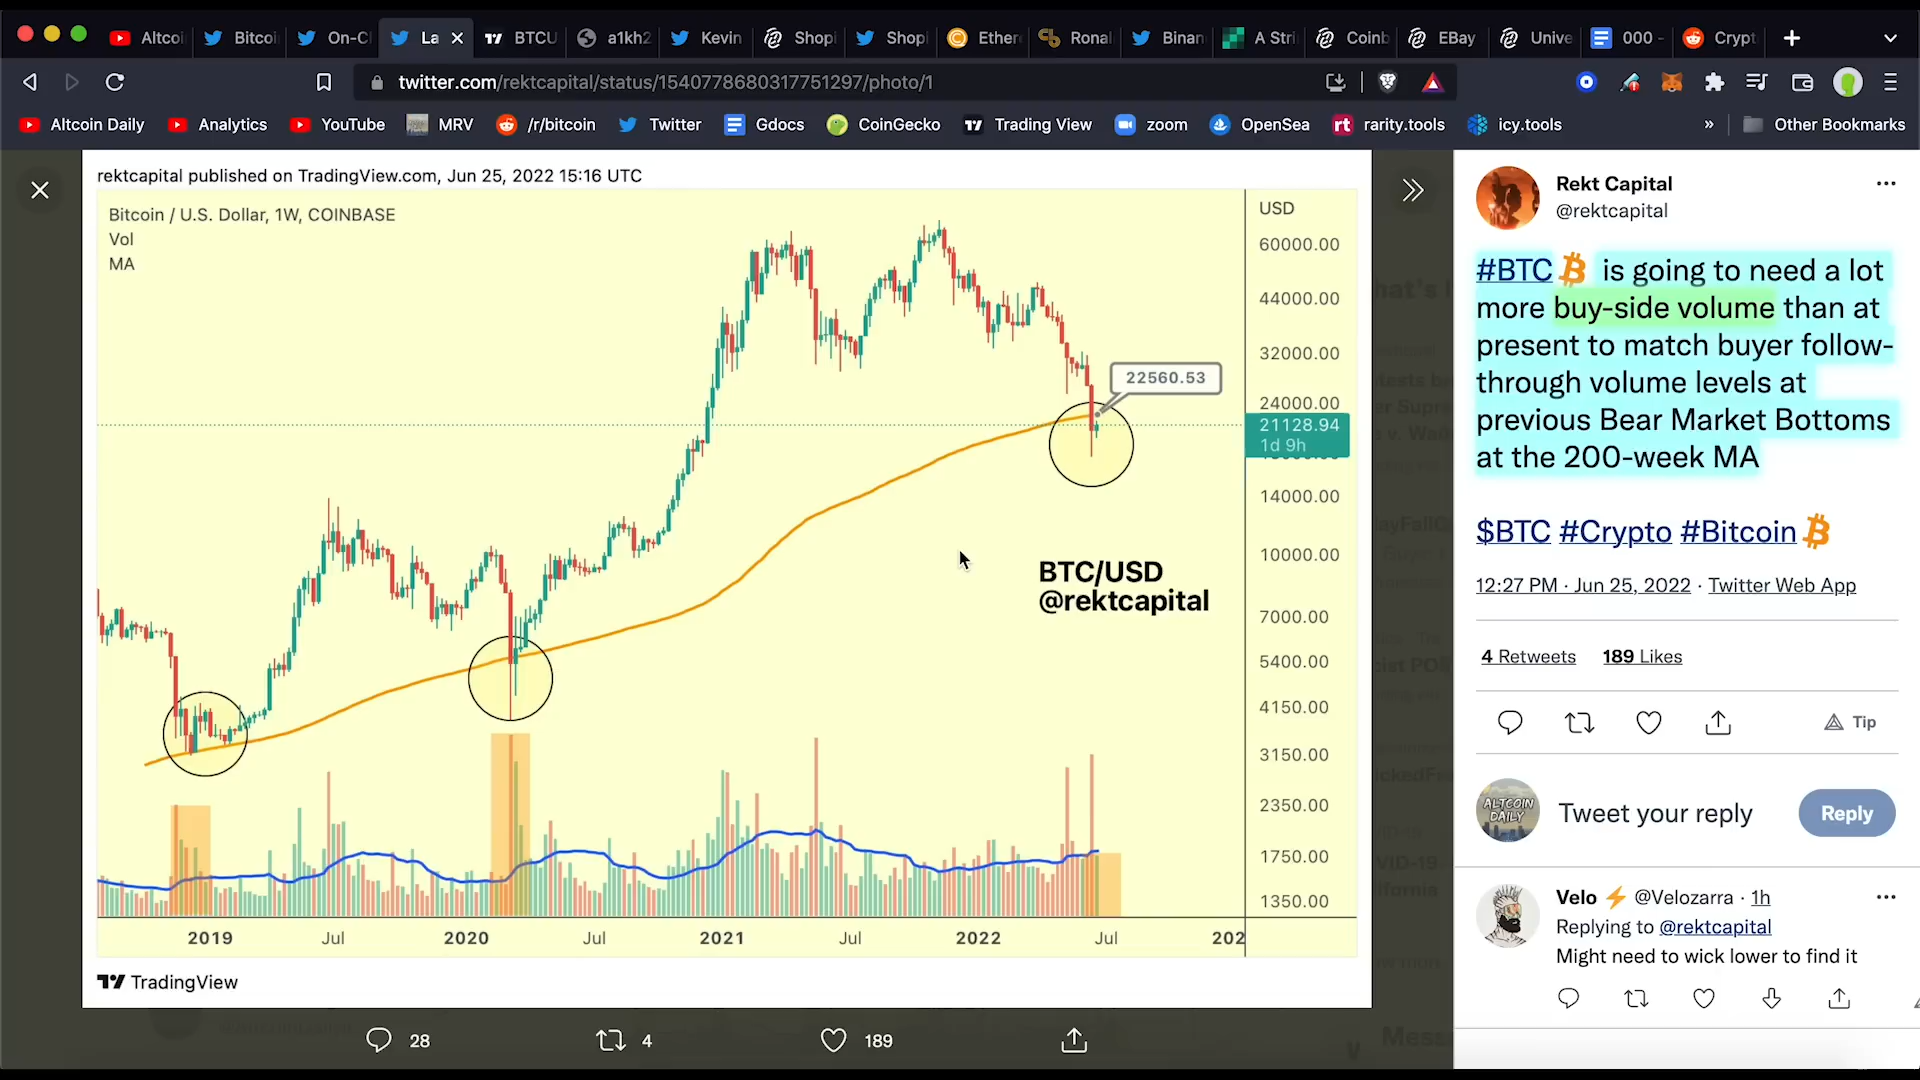 Altcoi
Bitcoi
On-C
La
BTCU
a1kh2
Kevin
Shopi
Shopi
Ether
Ronal
Binan
A Stri
Coinb
EBay
Unive
000 -
Crypt
twitter.com/rektcapital/status/1540778680317751297/photo/1
Altcoin Daily
Analytics
YouTube
MRV
/r/bitcoin
Twitter
Gdocs
CoinGecko
Trading View
zoom
OpenSea
rarity.tools
icy.tools
» Other Bookmarks
rektcapital published on TradingView.com, Jun 25, 2022 15:16 UTC
Bitcoin / U.S. Dollar, 1W, COINBASE
Vol
MA
USD
60000.00
44000.00
32000.00
22560.53
24000.00
21128.94
1d 9h
14000.00
10000.00
BTC/USD
@rektcapital
7000.00
5400.00
4150.00
3150.00
2350.00
1750.00
1350.00
2019 Jul 2020 Jul 2021 Jul 2022 Jul 202
TradingView
28 4 189
Rekt Capital
@rektcapital
#BTC is going to need a lot
more buy-side volume than at
present to match buyer follow-
through volume levels at
previous Bear Market Bottoms
at the 200-week MA
$BTC #Crypto #Bitcoin
12:27 PM · Jun 25, 2022 · Twitter Web App
4 Retweets 189 Likes
Tip
ALTCOIN
DAILY
Tweet your reply
Reply
Velo ⚡ @Velozarra · 1h
Replying to @rektcapital
Might need to wick lower to find it